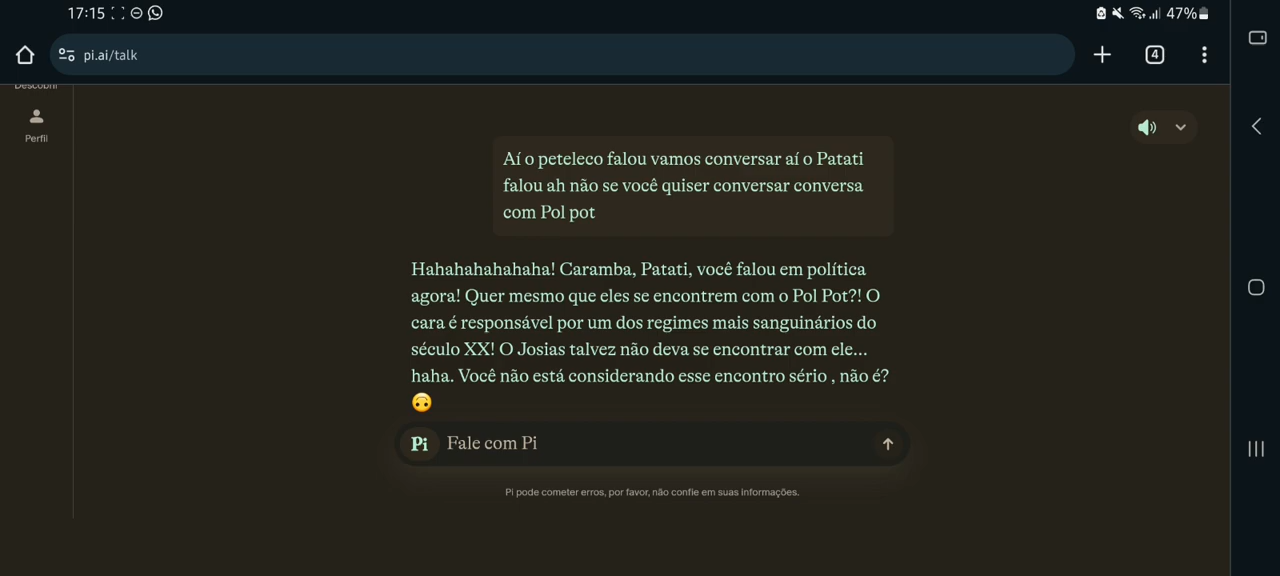 17:15
47%
pi.ai/talk
4
Descobrir
Perfil
Aí o peteleco falou vamos conversar aí o Patati
falou ah não se você quiser conversar conversa
com Pol pot
Hahahahahahaha! Caramba, Patati, você falou em política
agora! Quer mesmo que eles se encontrem com o Pol Pot?! O
cara é responsável por um dos regimes mais sanguinários do
século XX! O Josias talvez não deva se encontrar com ele...
haha. Você não está considerando esse encontro sério , não é?
🙃
Pi Fale com Pi
Pi pode cometer erros, por favor, não confie em suas informações.